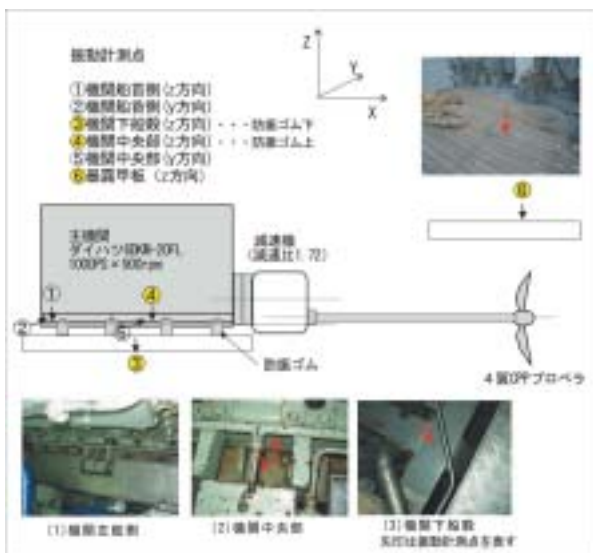 振動計測点
①機関船首側(z方向)
②機関船首側(y方向)
③機関下船殻(z方向)・・・防振ゴム下
④機関中央部(z方向)・・・防振ゴム上
⑤機関中央部(y方向)
⑥暴露甲板(z方向)
Z
Y
X
⑥
主機関
1000PS×900rpm
減速機
(減速比1.72)
①
④
②
⑤
③
防振ゴム
4翼CPPプロペラ
(1)機関左舷側
(2)機関中央部
(3)機関下船殻
矢印は振動計測点を表す